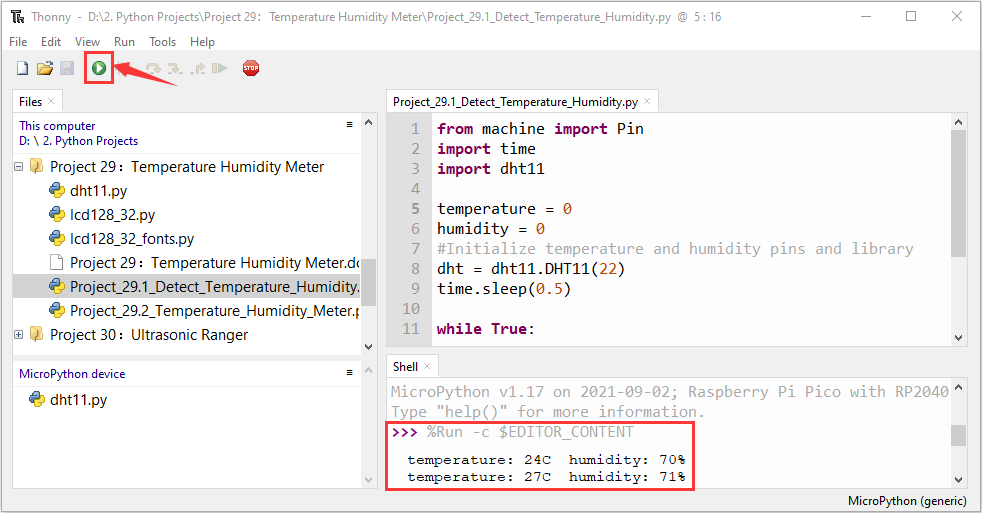 Thonny - D:\2. Python Projects\Project 29：Temperature Humidity Meter\Project_29.1_Detect_Temperature_Humidity.py @ 5 : 16
File Edit View Run Tools Help
STOP
Files ×
This computer
D: \ 2. Python Projects
Project 29：Temperature Humidity Meter
dht11.py
lcd128_32.py
lcd128_32_fonts.py
Project 29：Temperature Humidity Meter.dc
Project_29.1_Detect_Temperature_Humidity.
Project_29.2_Temperature_Humidity_Meter.p
Project 30：Ultrasonic Ranger
MicroPython device
dht11.py
Project_29.1_Detect_Temperature_Humidity.py ×
1 from machine import Pin
2 import time
3 import dht11
4
5 temperature = 0
6 humidity = 0
7 #Initialize temperature and humidity pins and library
8 dht = dht11.DHT11(22)
9 time.sleep(0.5)
10
11 while True:
Shell ×
MicroPython v1.17 on 2021-09-02; Raspberry Pi Pico with RP2040
Type "help()" for more information.
>>> %Run -c $EDITOR_CONTENT
temperature: 24C humidity: 70%
temperature: 27C humidity: 71%
MicroPython (generic)